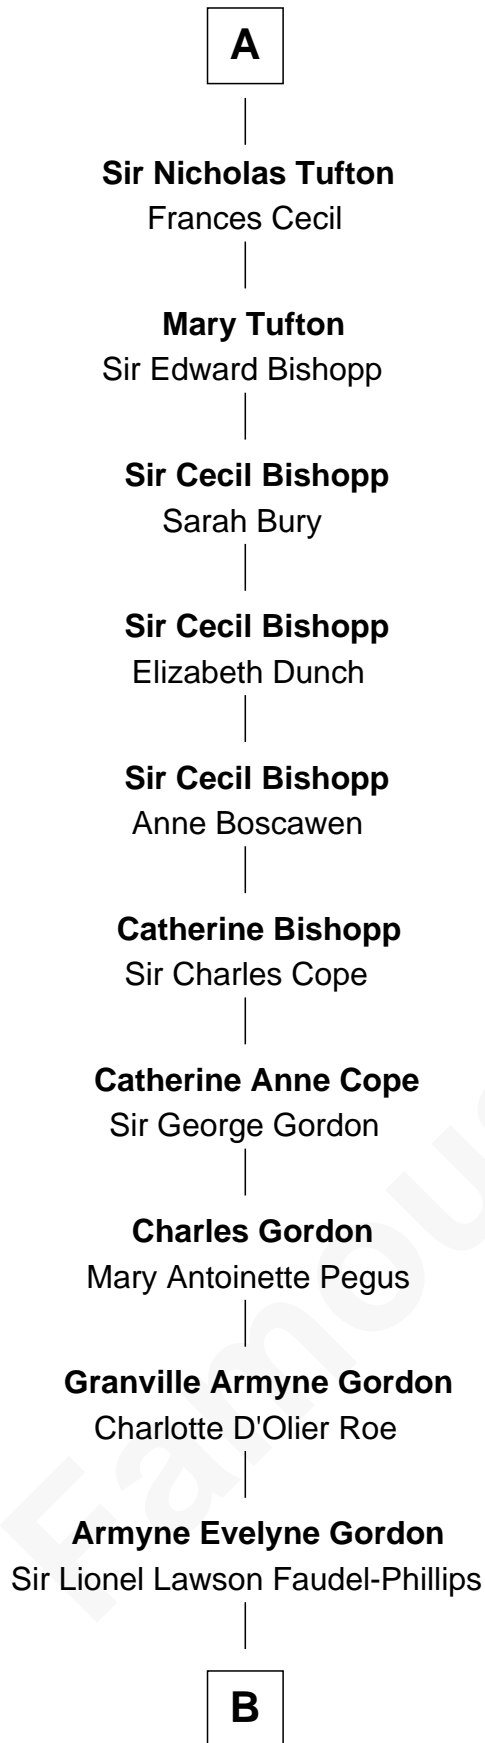 A
Sir Nicholas Tufton
Frances Cecil
Mary Tufton
Sir Edward Bishopp
Sir Cecil Bishopp
Sarah Bury
Sir Cecil Bishopp
Elizabeth Dunch
Sir Cecil Bishopp
Anne Boscawen
Catherine Bishopp
Sir Charles Cope
Catherine Anne Cope
Sir George Gordon
Charles Gordon
Mary Antoinette Pegus
Granville Armyne Gordon
Charlotte D'Olier Roe
Armyne Evelyne Gordon
Sir Lionel Lawson Faudel-Phillips
B
Famou